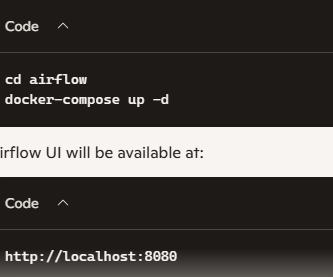 Code
cd airflow
docker-compose up -d
irflow UI will be available at:
Code
http://localhost:8080